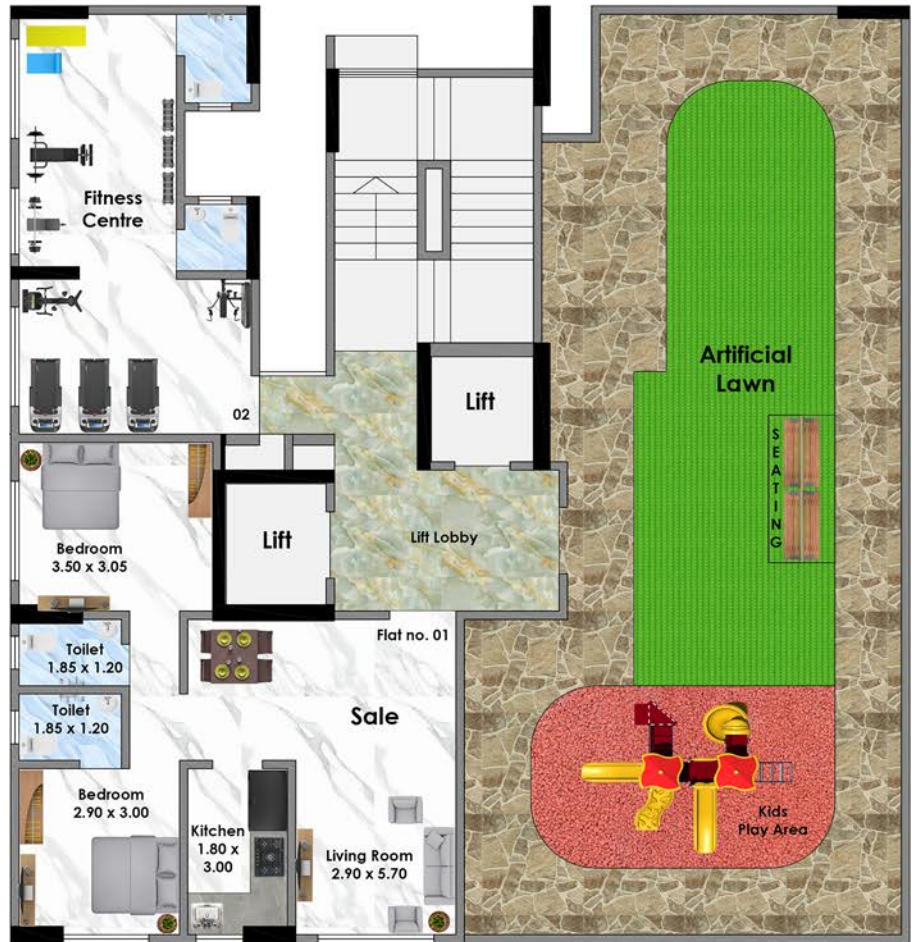 Fitness
Centre
02
Lift
Artificial
Lawn
SEATING
Lift
Lift Lobby
Bedroom
3.50 x 3.05
Flat no. 01
Toilet
1.85 x 1.20
Toilet
1.85 x 1.20
Sale
Bedroom
2.90 x 3.00
Kitchen
1.80 x
3.00
Living Room
2.90 x 5.70
Kids
Play Area